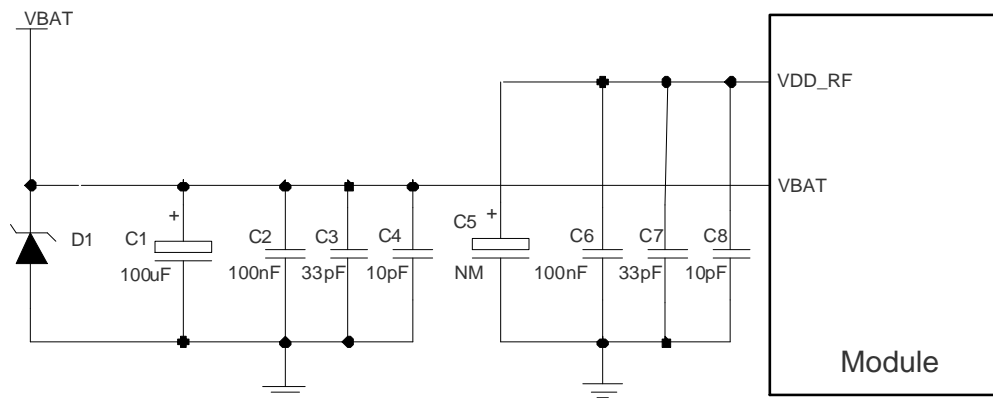 VBAT
VDD_RF
VBAT
D1
+
C1
100uF
C2
100nF
C3
33pF
C4
10pF
C5
+
NM
C6
100nF
C7
33pF
C8
10pF
Module